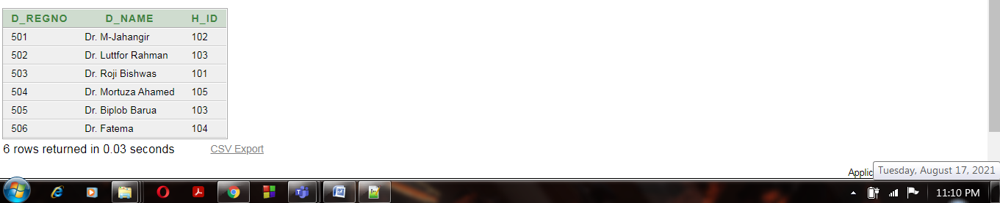 D_REGNO D_NAME H_ID
501 Dr. M-Jahangir 102
502 Dr. Luttfor Rahman 103
503 Dr. Roji Bishwas 101
504 Dr. Mortuza Ahamed 105
505 Dr. Biplob Barua 103
506 Dr. Fatema 104
6 rows returned in 0.03 seconds CSV Export
Applic
Tuesday, August 17, 2021
11:10 PM